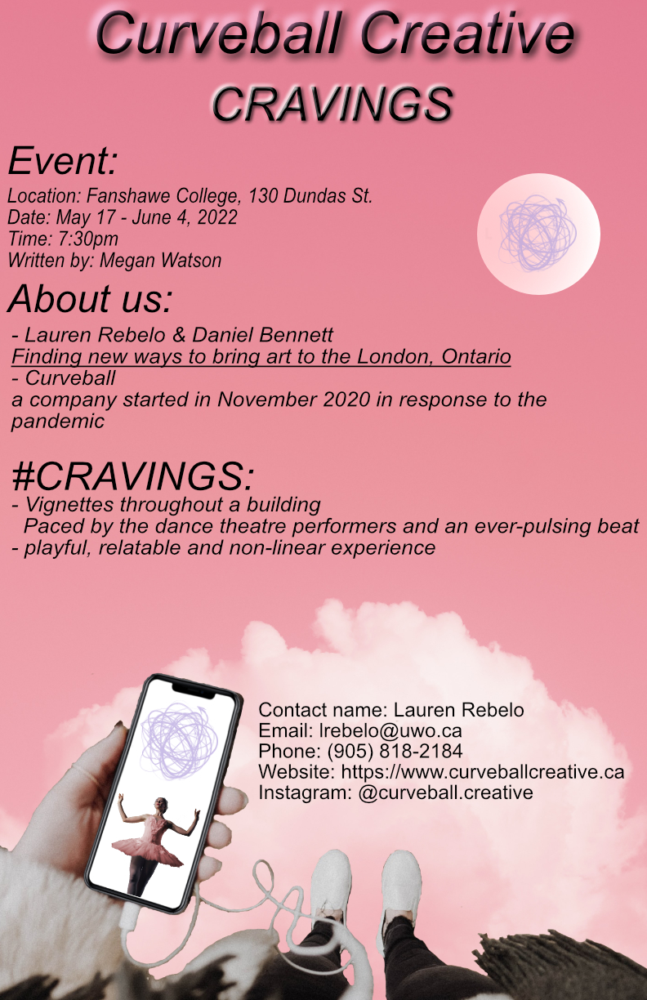 Curveball Creative
CRAVINGS
Event:
Location: Fanshawe College, 130 Dundas St.
Date: May 17 - June 4, 2022
Time: 7:30pm
Written by: Megan Watson
About us:
- Lauren Rebelo & Daniel Bennett
Finding new ways to bring art to the London, Ontario
- Curveball
a company started in November 2020 in response to the
pandemic
#CRAVINGS:
- Vignettes throughout a building
Paced by the dance theatre performers and an ever-pulsing beat
- playful, relatable and non-linear experience
Contact name: Lauren Rebelo
Email: lrebelo@uwo.ca
Phone: (905) 818-2184
Website: https://www.curveballcreative.ca
Instagram: @curveball.creative